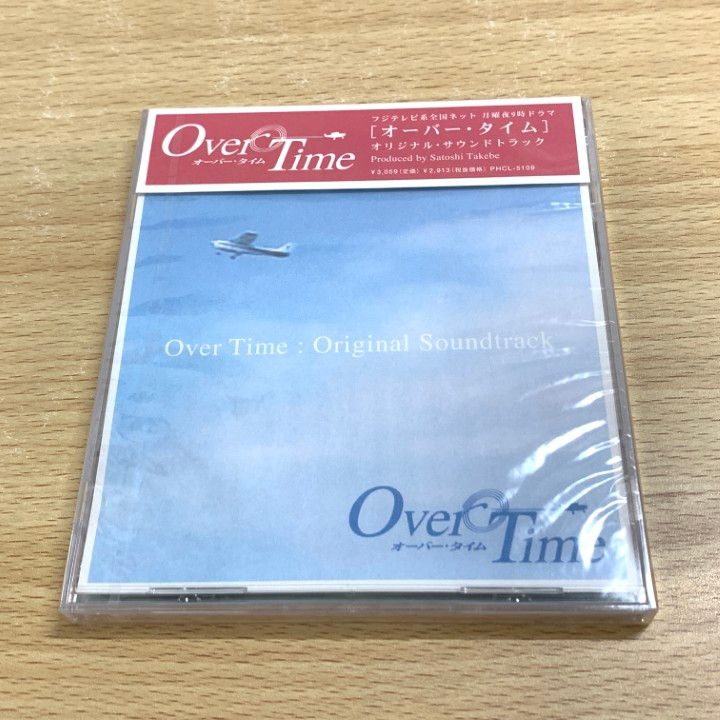 Over Time
オーバー・タイム
フジテレビ系全国ネット 月曜夜9時ドラマ
[オーバー・タイム]
オリジナル・サウンドトラック
Produced by Satoshi Takebe
¥3,059(定価) ¥2,913(税抜価格) PHCL-5109
Over Time : Original Soundtrack
Over Time
オーバー・タイム